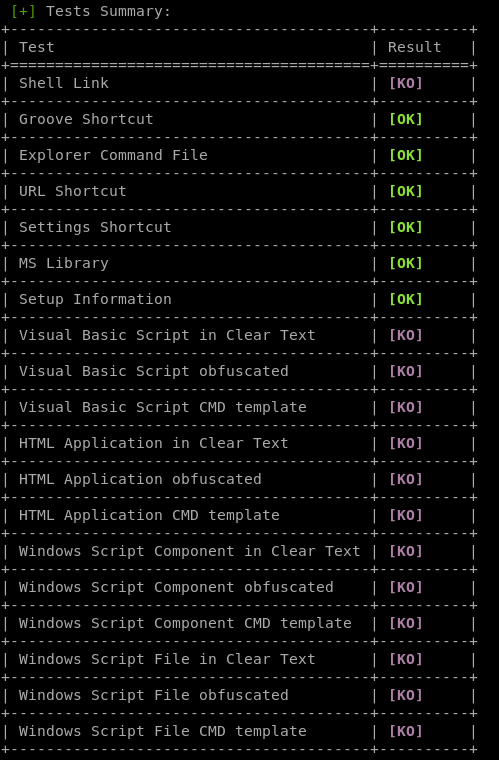 [+] Tests Summary:
+----------------------------------------+----------+
| Test | Result |
+========================================+==========+
| Shell Link | [KO] |
+----------------------------------------+----------+
| Groove Shortcut | [OK] |
+----------------------------------------+----------+
| Explorer Command File | [OK] |
+----------------------------------------+----------+
| URL Shortcut | [OK] |
+----------------------------------------+----------+
| Settings Shortcut | [OK] |
+----------------------------------------+----------+
| MS Library | [OK] |
+----------------------------------------+----------+
| Setup Information | [OK] |
+----------------------------------------+----------+
| Visual Basic Script in Clear Text | [KO] |
+----------------------------------------+----------+
| Visual Basic Script obfuscated | [KO] |
+----------------------------------------+----------+
| Visual Basic Script CMD template | [KO] |
+----------------------------------------+----------+
| HTML Application in Clear Text | [KO] |
+----------------------------------------+----------+
| HTML Application obfuscated | [KO] |
+----------------------------------------+----------+
| HTML Application CMD template | [KO] |
+----------------------------------------+----------+
| Windows Script Component in Clear Text | [KO] |
+----------------------------------------+----------+
| Windows Script Component obfuscated | [KO] |
+----------------------------------------+----------+
| Windows Script Component CMD template | [KO] |
+----------------------------------------+----------+
| Windows Script File in Clear Text | [KO] |
+----------------------------------------+----------+
| Windows Script File obfuscated | [KO] |
+----------------------------------------+----------+
| Windows Script File CMD template | [KO] |
+----------------------------------------+----------+